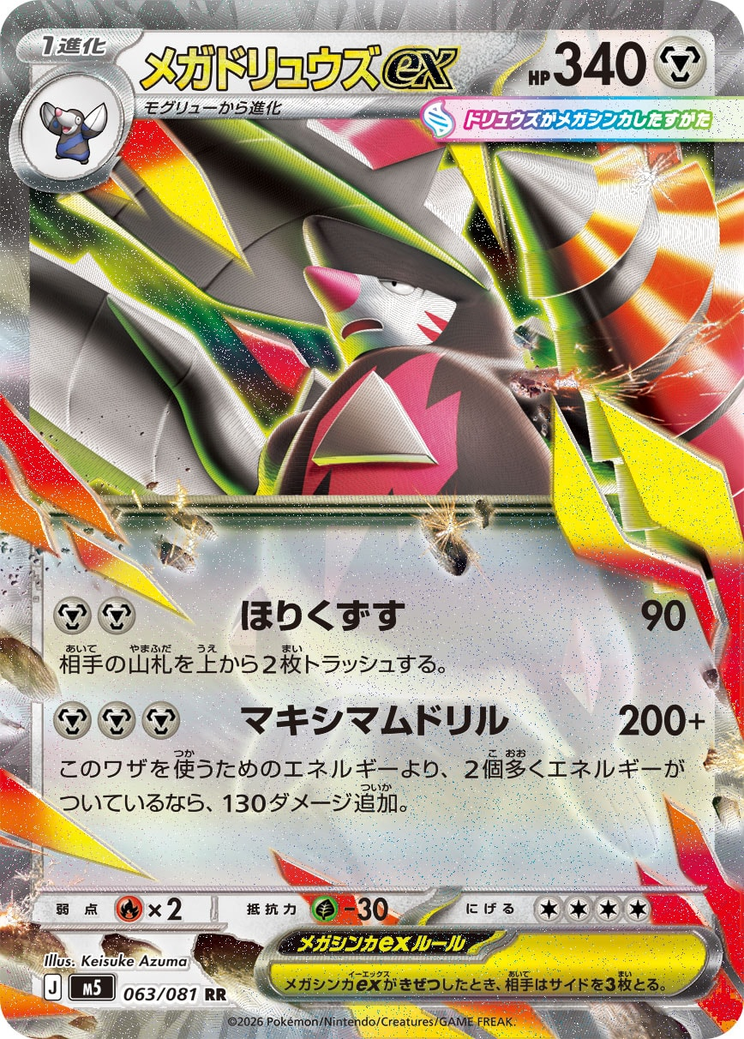 1進化
メガドリュウズex
HP340
モグリューから進化
ドリュウズがメガシンカしたすがた
ほりくずす 90
相手の山札を上から2枚トラッシュする。
マキシマムドリル 200+
このワザを使うためのエネルギーより、2個多くエネルギーが
ついているなら、130ダメージ追加。
弱点 ×2 抵抗力 -30 にげる
Illus. Keisuke Azuma
メガシンカexルール
メガシンカexがきぜつしたとき、相手はサイドを3枚とる。
J M5 063/081 RR
©2026 Pokémon/Nintendo/Creatures/GAME FREAK.